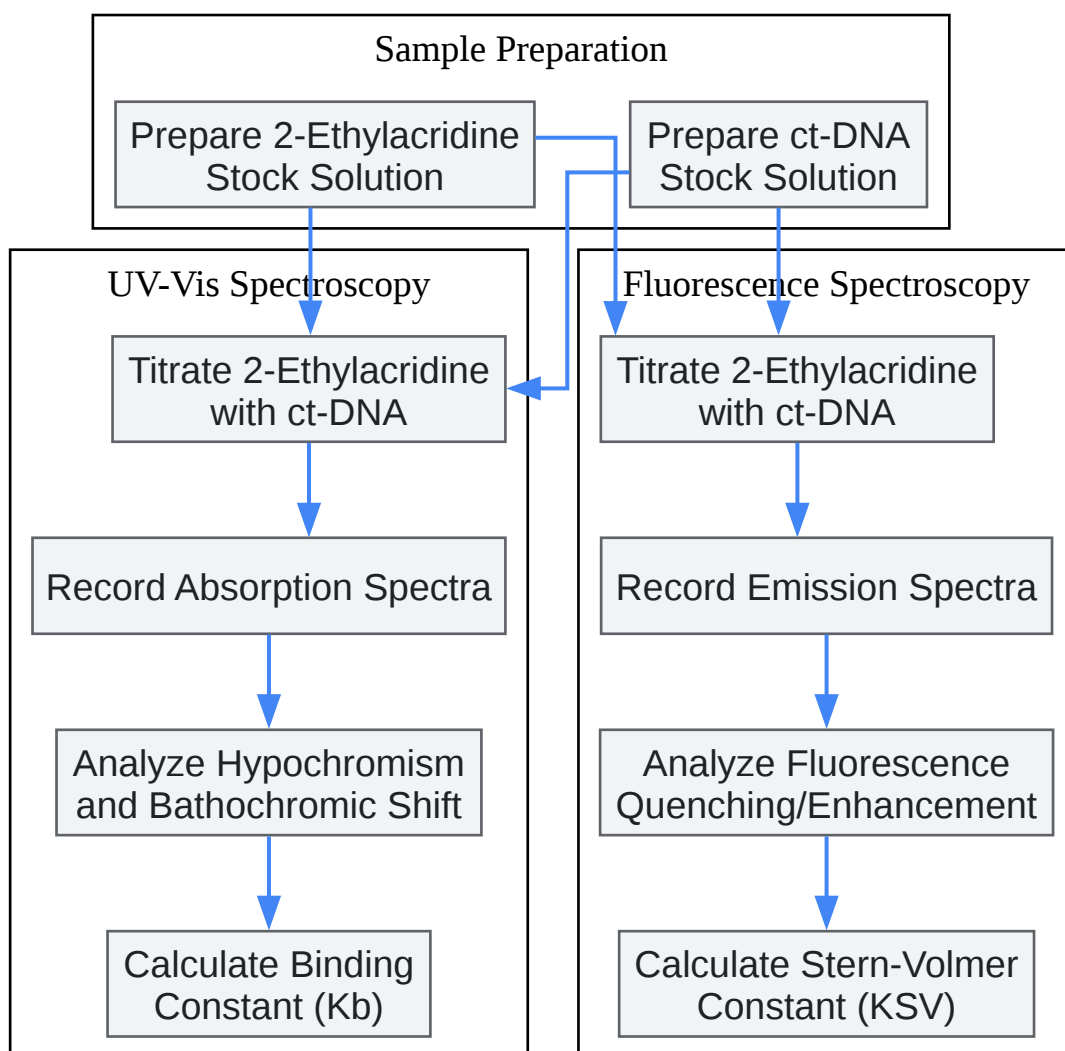 Sample Preparation
Prepare 2-Ethylacridine
Stock Solution
Prepare ct-DNA
Stock Solution
UV-Vis Spectroscopy
Titrate 2-Ethylacridine
with ct-DNA
Record Absorption Spectra
Analyze Hypochromism
and Bathochromic Shift
Calculate Binding
Constant (Kb)
Fluorescence Spectroscopy
Titrate 2-Ethylacridine
with ct-DNA
Record Emission Spectra
Analyze Fluorescence
Quenching/Enhancement
Calculate Stern-Volmer
Constant (KSV)